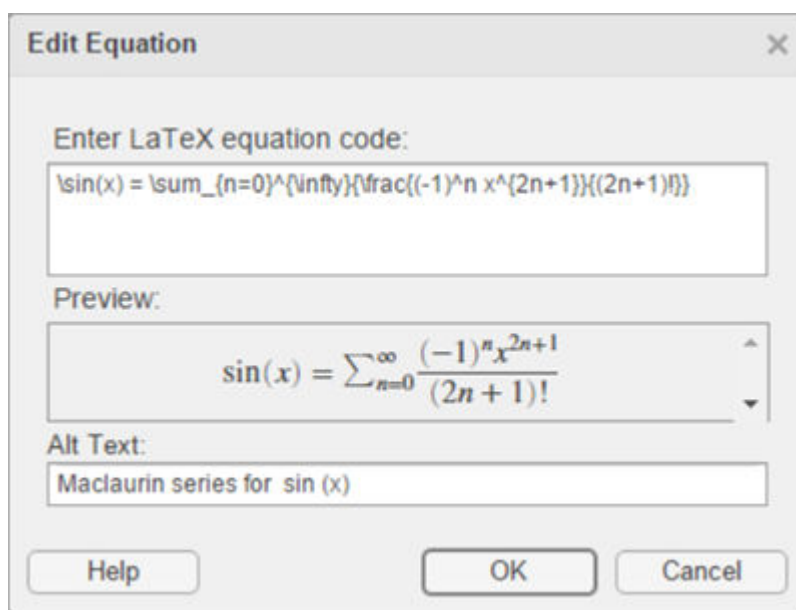 Edit Equation ×
Enter LaTeX equation code:
\sin(x) = \sum_{n=0}^{\infty}{\frac{(-1)^n x^{2n+1}}{(2n+1)!}}
Preview:
sin(x) = ∑_{n=0}^{∞} \frac{(-1)^n x^{2n+1}}{(2n + 1)!}
Alt Text:
Maclaurin series for sin (x)
Help OK Cancel